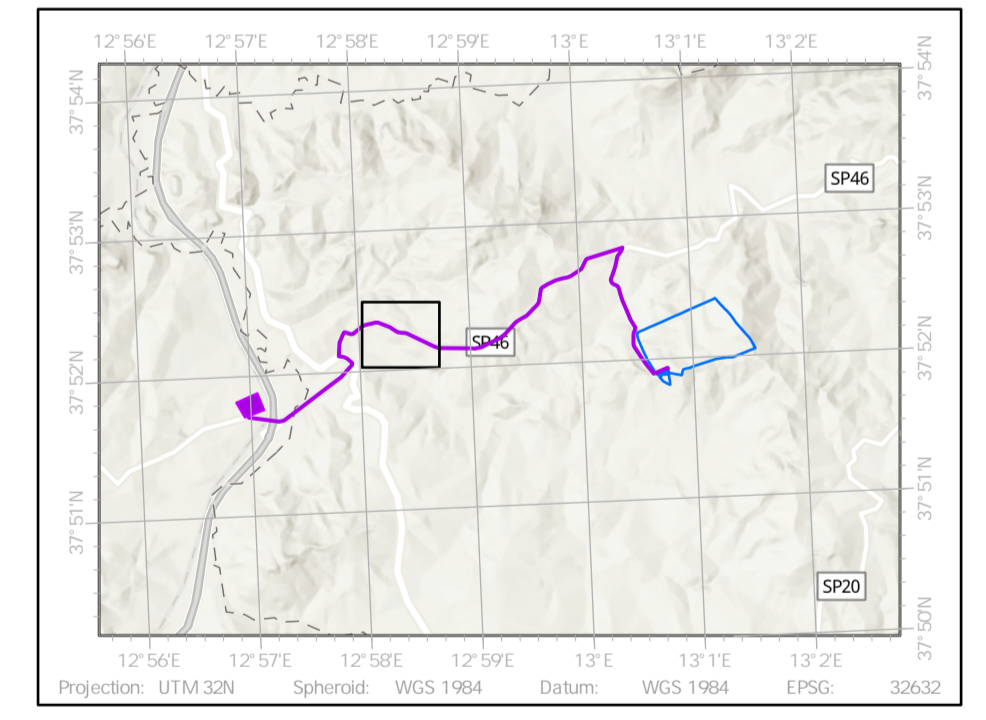 12°56'E 12°57'E 12°58'E 12°59'E 13°E 13°1'E 13°2'E
37°54'N
37°54'N
SP46
37°53'N
37°53'N
SP46
37°52'N
37°52'N
37°51'N
37°51'N
SP20
37°50'N
12°56'E 12°57'E 12°58'E 12°59'E 13°E 13°1'E 13°2'E
Projection: UTM 32N Spheroid: WGS 1984 Datum: WGS 1984 EPSG: 32632